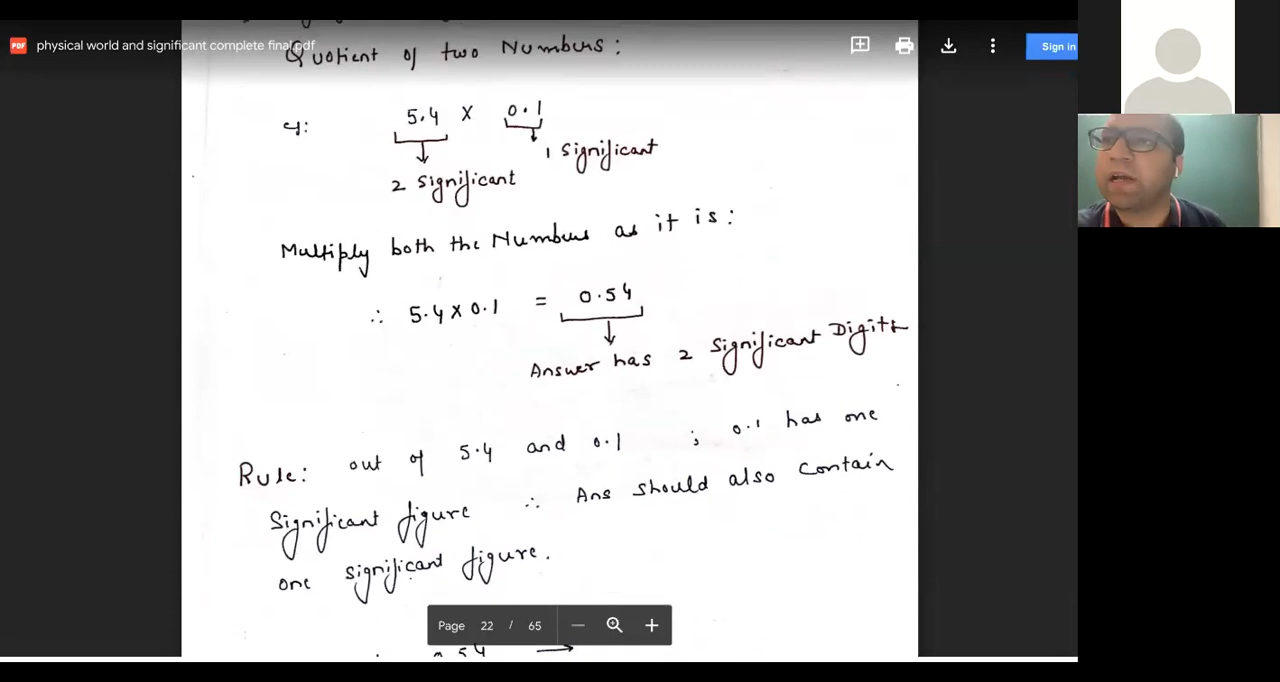 physical world and significant complete final.pdf
Sign in
Quotient of two Numbers:
5.4 x 0.1
2 significant
1 significant
Multiply both the Numbers as it is:
∴ 5.4 x 0.1 = 0.54
Answer has 2 significant Digits
Rule: out of 5.4 and 0.1 ; 0.1 has one
significant figure ∴ Ans should also contain
one significant figure.
Page 22 / 65
0.54 →